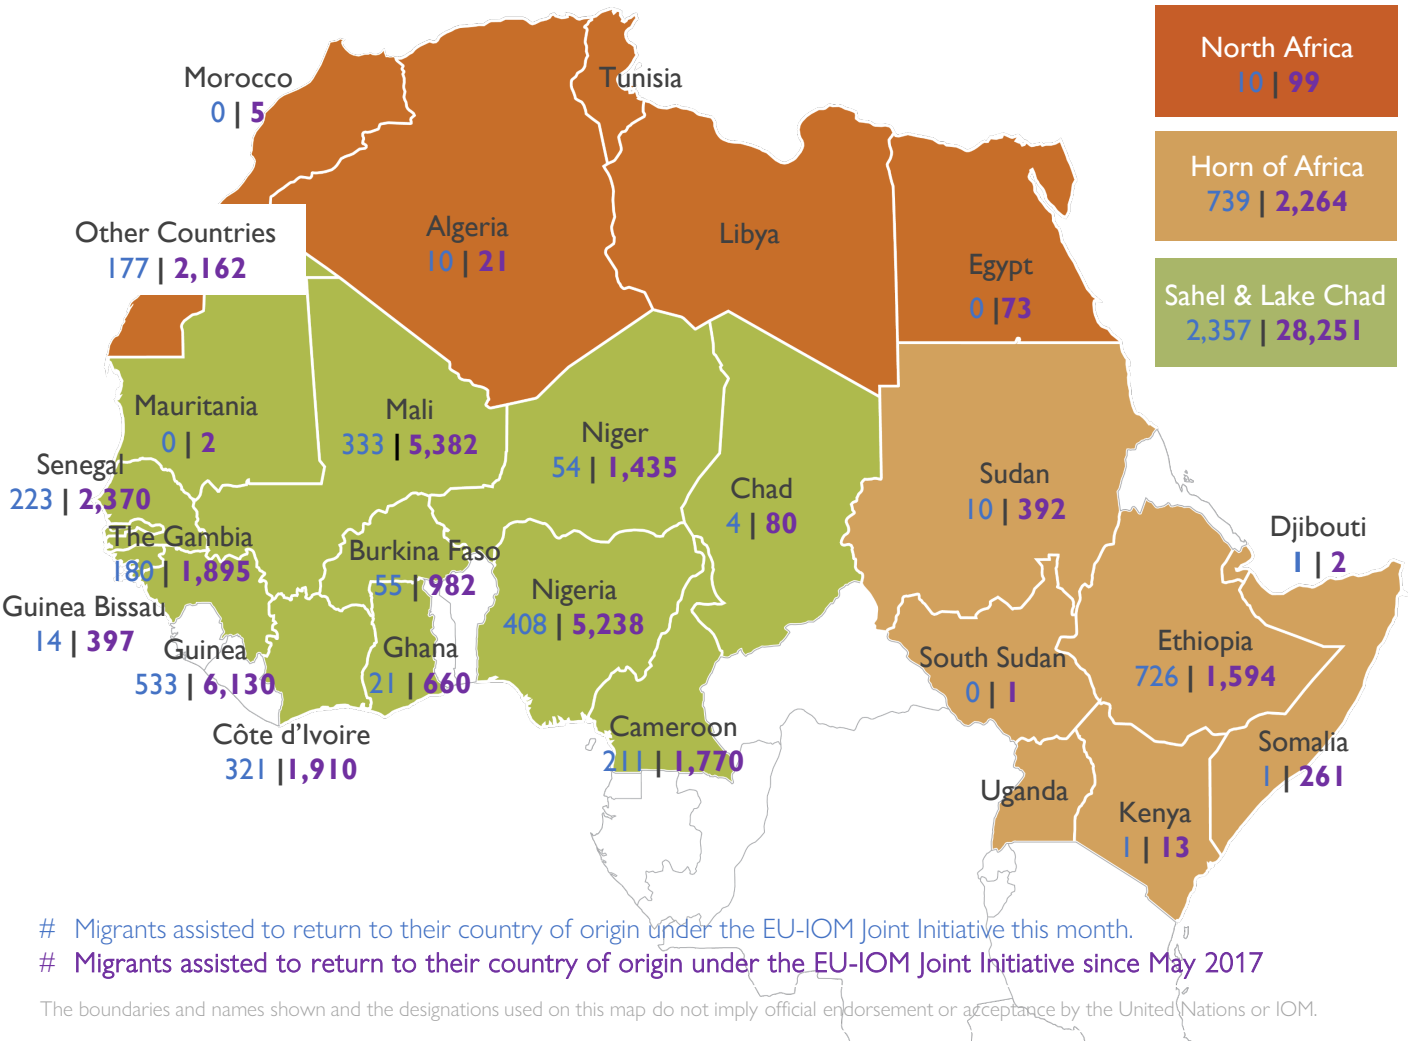 North Africa
10 | 99
Horn of Africa
739 | 2,264
Sahel & Lake Chad
2,357 | 28,251
Morocco
0 | 5
Tunisia
Other Countries
177 | 2,162
Algeria
10 | 21
Libya
Egypt
0 |73
Mauritania
0 | 2
Mali
333 | 5,382
Niger
54 | 1,435
Chad
4 | 80
Sudan
10 | 392
Senegal
223 | 2,370
The Gambia
180 | 1,895
Burkina Faso
55 | 982
Nigeria
408 | 5,238
Djibouti
1 | 2
Guinea Bissau
14 | 397
Guinea
533 | 6,130
Ghana
21 | 660
South Sudan
0 | 1
Ethiopia
726 | 1,594
Côte d'Ivoire
321 |1,910
Cameroon
211 | 1,770
Somalia
1 | 261
Uganda
Kenya
1 | 13
# Migrants assisted to return to their country of origin under the EU-IOM Joint Initiative this month.
# Migrants assisted to return to their country of origin under the EU-IOM Joint Initiative since May 2017
The boundaries and names shown and the designations used on this map do not imply official endorsement or acceptance by the United Nations or IOM.